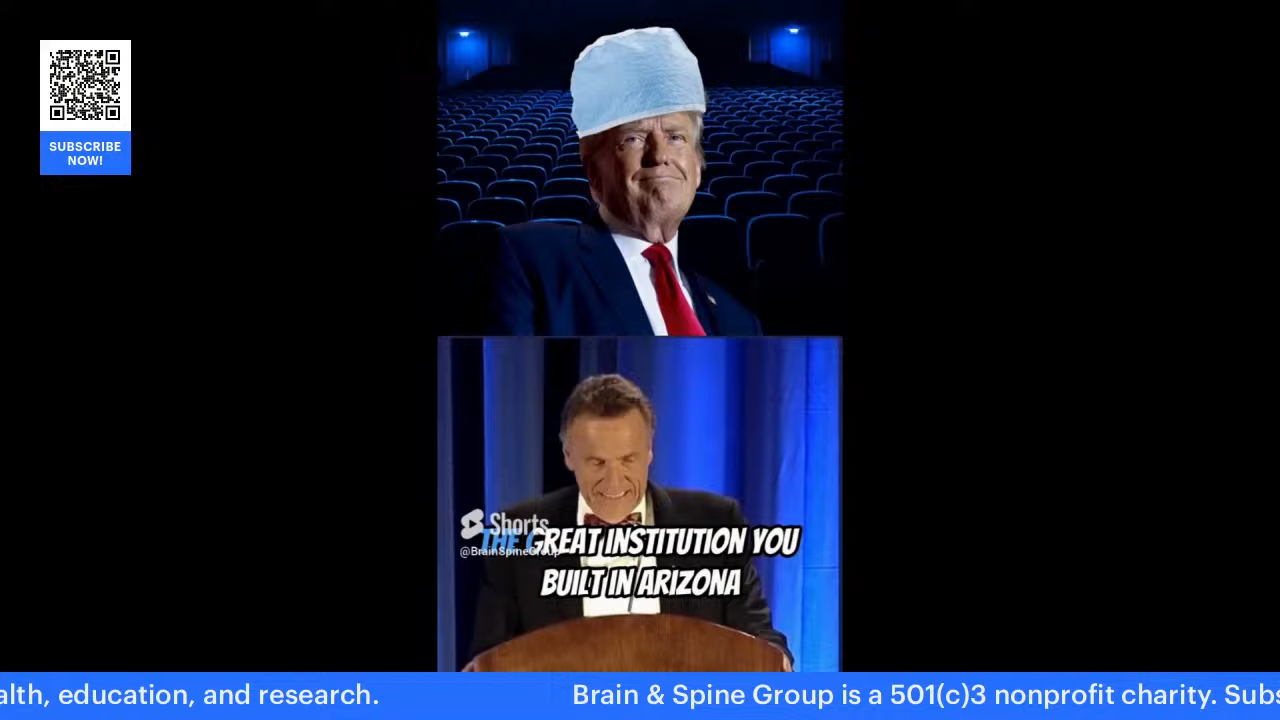 SUBSCRIBE
NOW!
Shorts
THE GREAT INSTITUTION YOU
@BrainSpineGroup
BUILT IN ARIZONA
alth, education, and research.
Brain & Spine Group is a 501(c)3 nonprofit charity. Subs